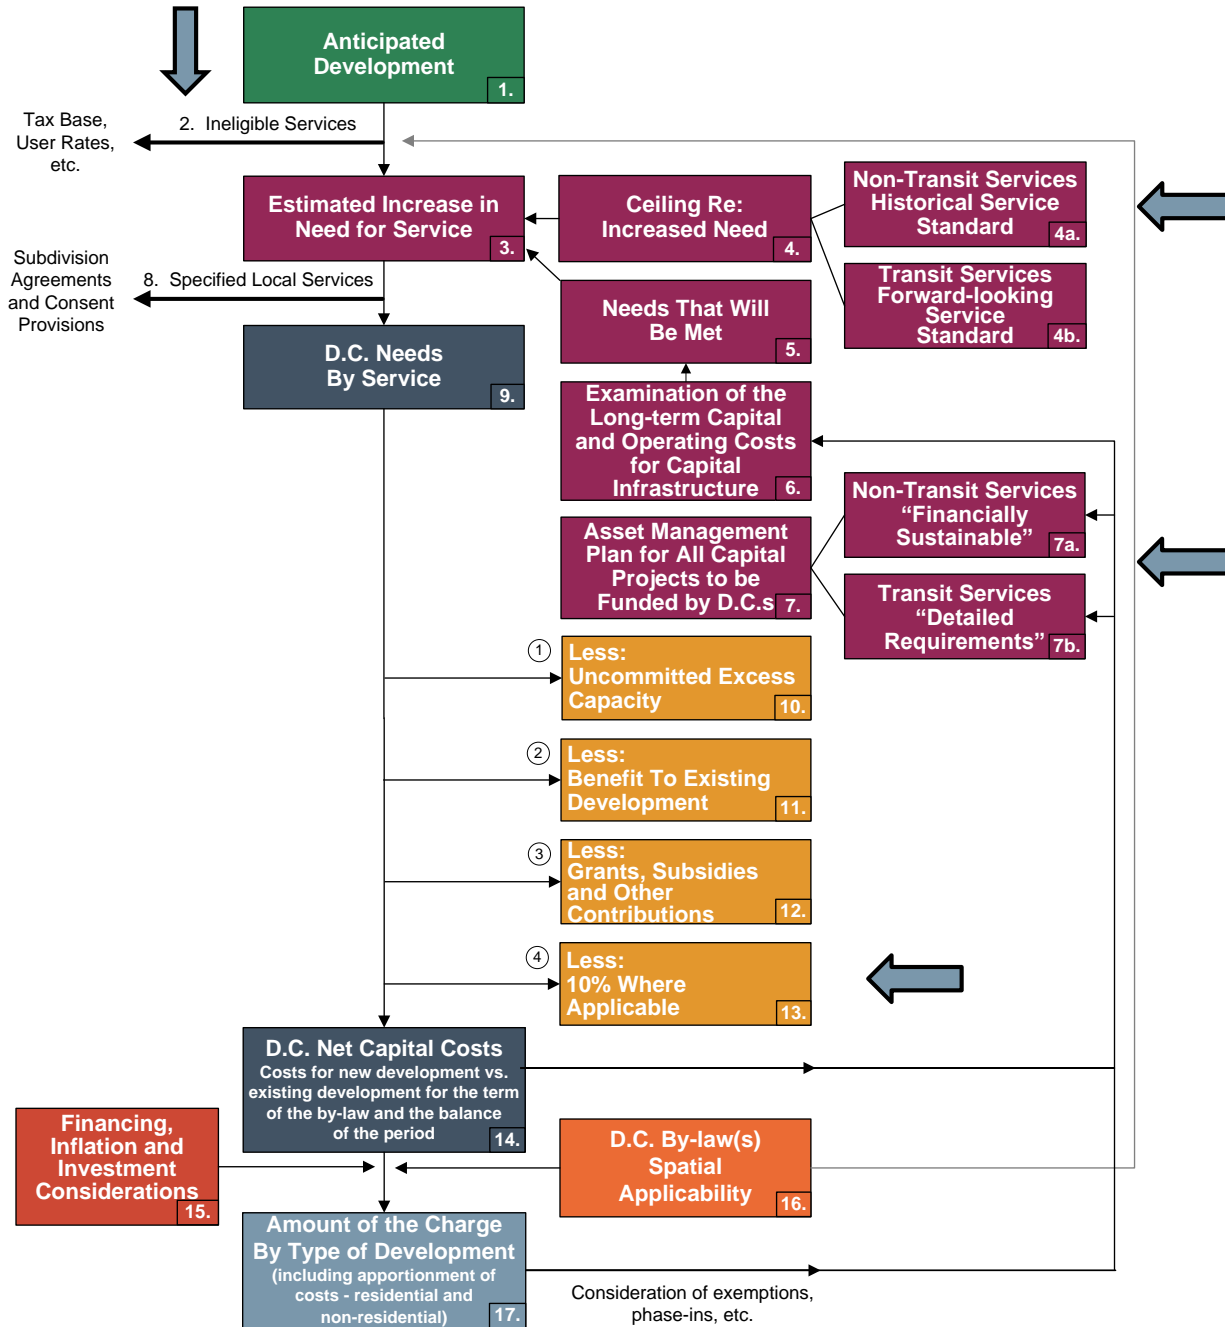 Anticipated
Development
1.
Tax Base,
User Rates,
etc.
2. Ineligible Services
Estimated Increase in
Need for Service
3.
Ceiling Re:
Increased Need
4.
Non-Transit Services
Historical Service
Standard
4a.
Transit Services
Forward-looking
Service
Standard
4b.
Subdivision
Agreements
and Consent
Provisions
8. Specified Local Services
Needs That Will
Be Met
5.
D.C. Needs
By Service
9.
Examination of the
Long-term Capital
and Operating Costs
for Capital
Infrastructure
6.
Non-Transit Services
“Financially
Sustainable”
7a.
Asset Management
Plan for All Capital
Projects to be
Funded by D.C.s
7.
Transit Services
“Detailed
Requirements”
7b.
1
Less:
Uncommitted Excess
Capacity
10.
2
Less:
Benefit To Existing
Development
11.
3
Less:
Grants, Subsidies
and Other
Contributions
12.
4
Less:
10% Where
Applicable
13.
D.C. Net Capital Costs
Costs for new development vs.
existing development for the term
of the by-law and the balance
of the period
14.
Financing,
Inflation and
Investment
Considerations
15.
D.C. By-law(s)
Spatial
Applicability
16.
Amount of the Charge
By Type of Development
(including apportionment of
costs - residential and
non-residential)
17.
Consideration of exemptions,
phase-ins, etc.